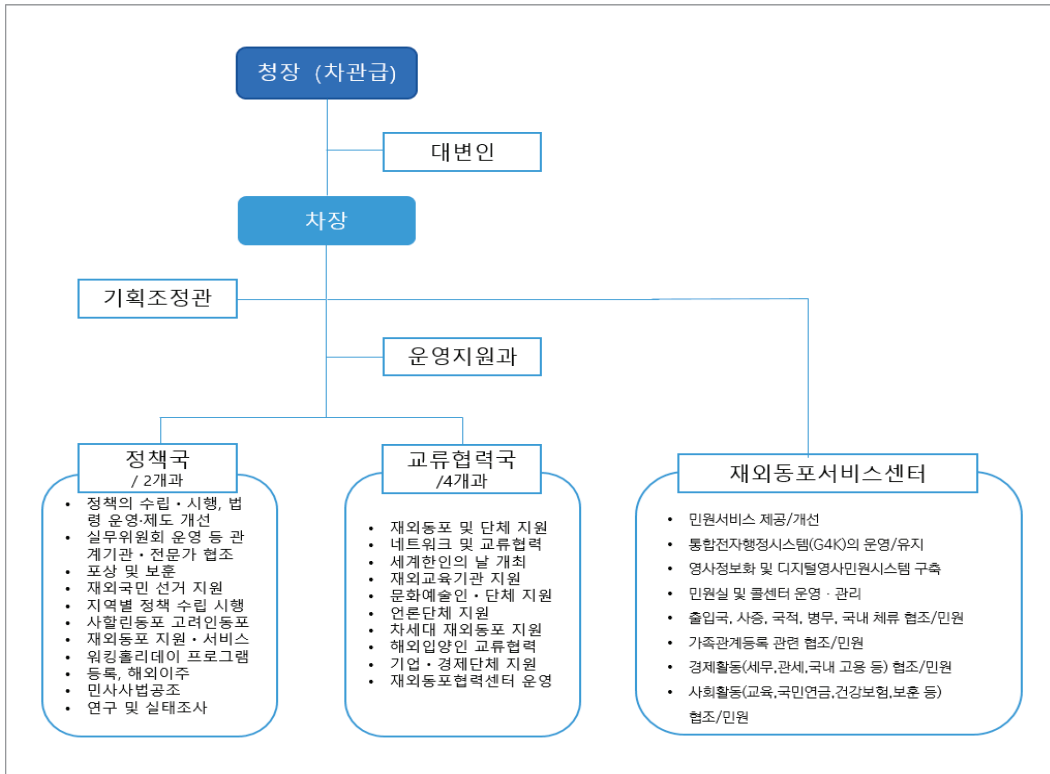 청장 (차관급)
대변인
차장
기획조정관
운영지원과
정책국
/ 2개과
• 정책의 수립・시행, 법
령 운영·제도 개선
• 실무위원회 운영 등 관
계기관・전문가 협조
• 포상 및 보훈
• 재외국민 선거 지원
• 지역별 정책 수립 시행
• 사할린동포 고려인동포
• 재외동포 지원・서비스
• 워킹홀리데이 프로그램
• 등록, 해외이주
• 민사사법공조
• 연구 및 실태조사
교류협력국
/4개과
• 재외동포 및 단체 지원
• 네트워크 및 교류협력
• 세계한인의 날 개최
• 재외교육기관 지원
• 문화예술인・단체 지원
• 언론단체 지원
• 차세대 재외동포 지원
• 해외입양인 교류협력
• 기업・경제단체 지원
• 재외동포협력센터 운영
재외동포서비스센터
• 민원서비스 제공/개선
• 통합전자행정시스템(G4K)의 운영/유지
• 영사정보화 및 디지털영사민원시스템 구축
• 민원실 및 콜센터 운영 · 관리
• 출입국, 사증, 국적, 병무, 국내 체류 협조/민원
• 가족관계등록 관련 협조/민원
• 경제활동(세무,관세,국내 고용 등) 협조/민원
• 사회활동(교육,국민연금,건강보험,보훈 등)
협조/민원